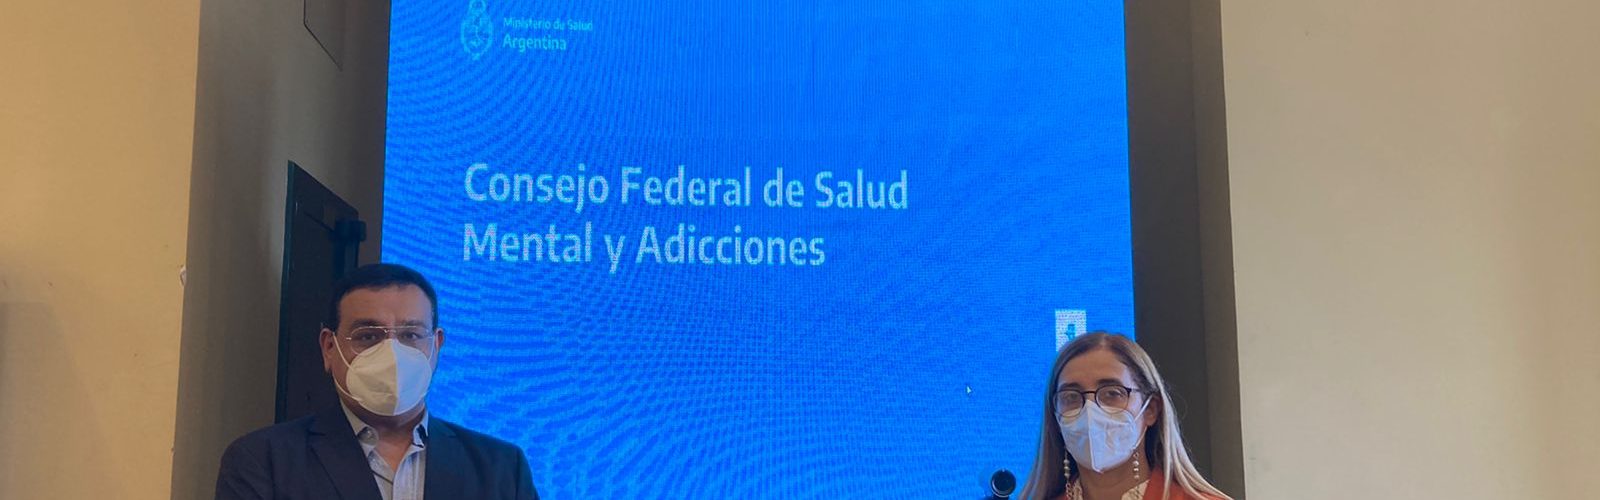 Ministerio de Salud
Argentina
Consejo Federal de Salud
Mental y Adicciones